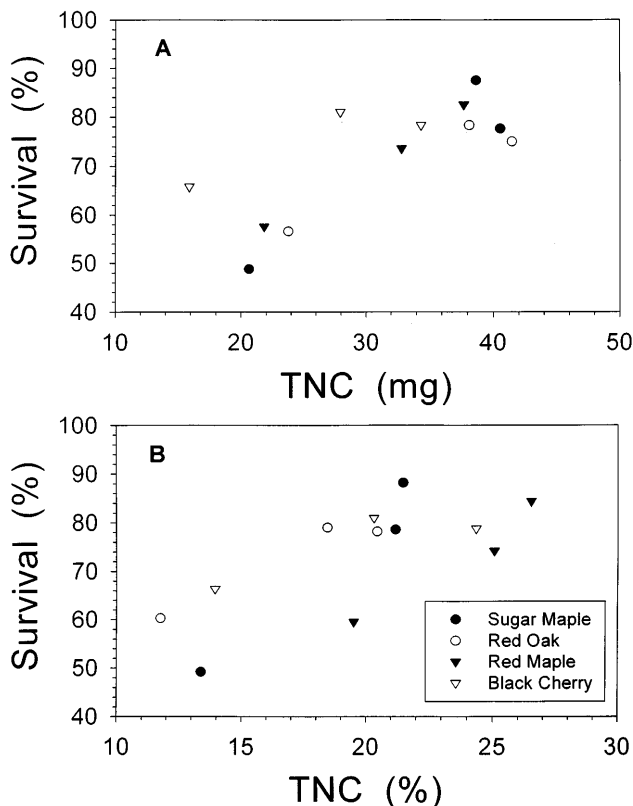 A
Survival (%)
100
90
80
70
60
50
40
10
20
30
40
50
TNC (mg)
B
Survival (%)
100
90
80
70
60
50
40
10
15
20
25
30
TNC (%)
Sugar Maple
Red Oak
Red Maple
Black Cherry